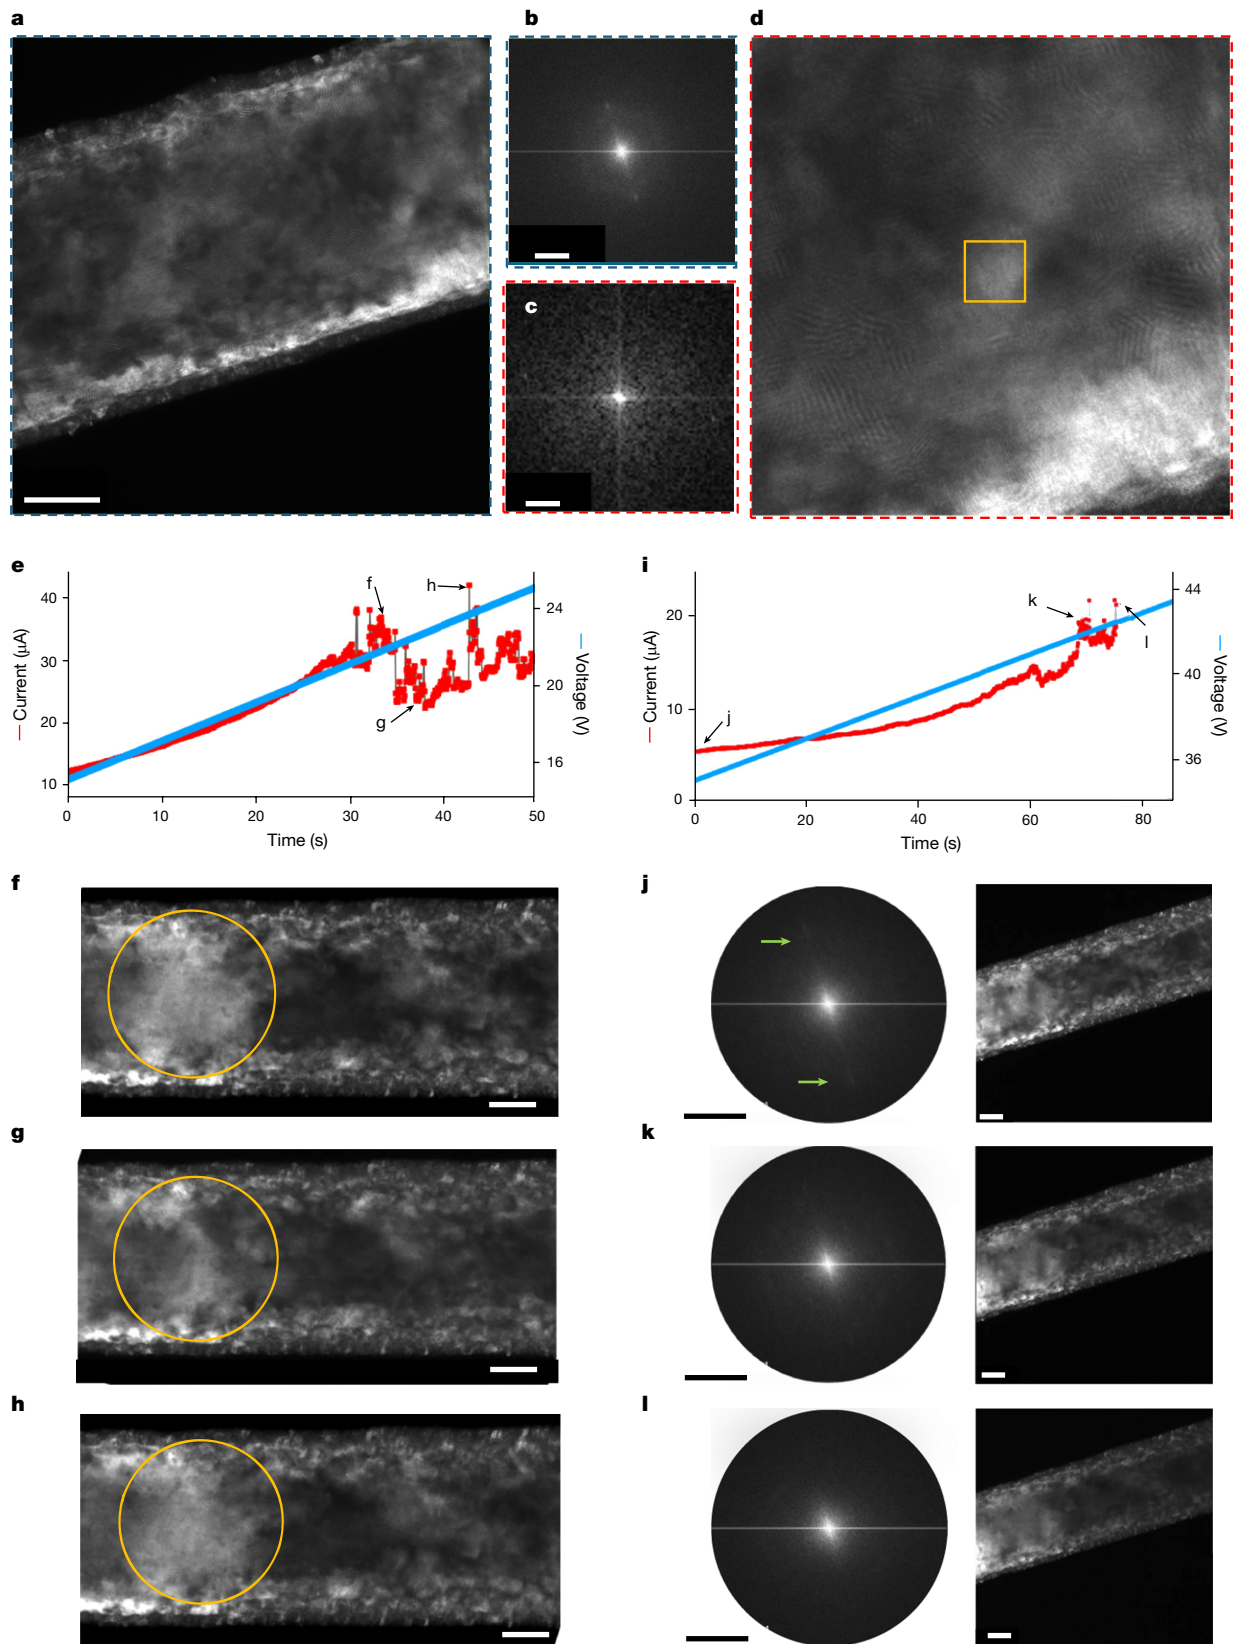 a
b
d
c
e
f
h
g
40
30
20
10
24
20
16
0
10
20
30
40
50
— Current (μA)
— Voltage (V)
Time (s)
i
k
l
j
20
10
0
44
40
36
0
20
40
60
80
— Current (μA)
— Voltage (V)
Time (s)
f
j
g
k
h
l